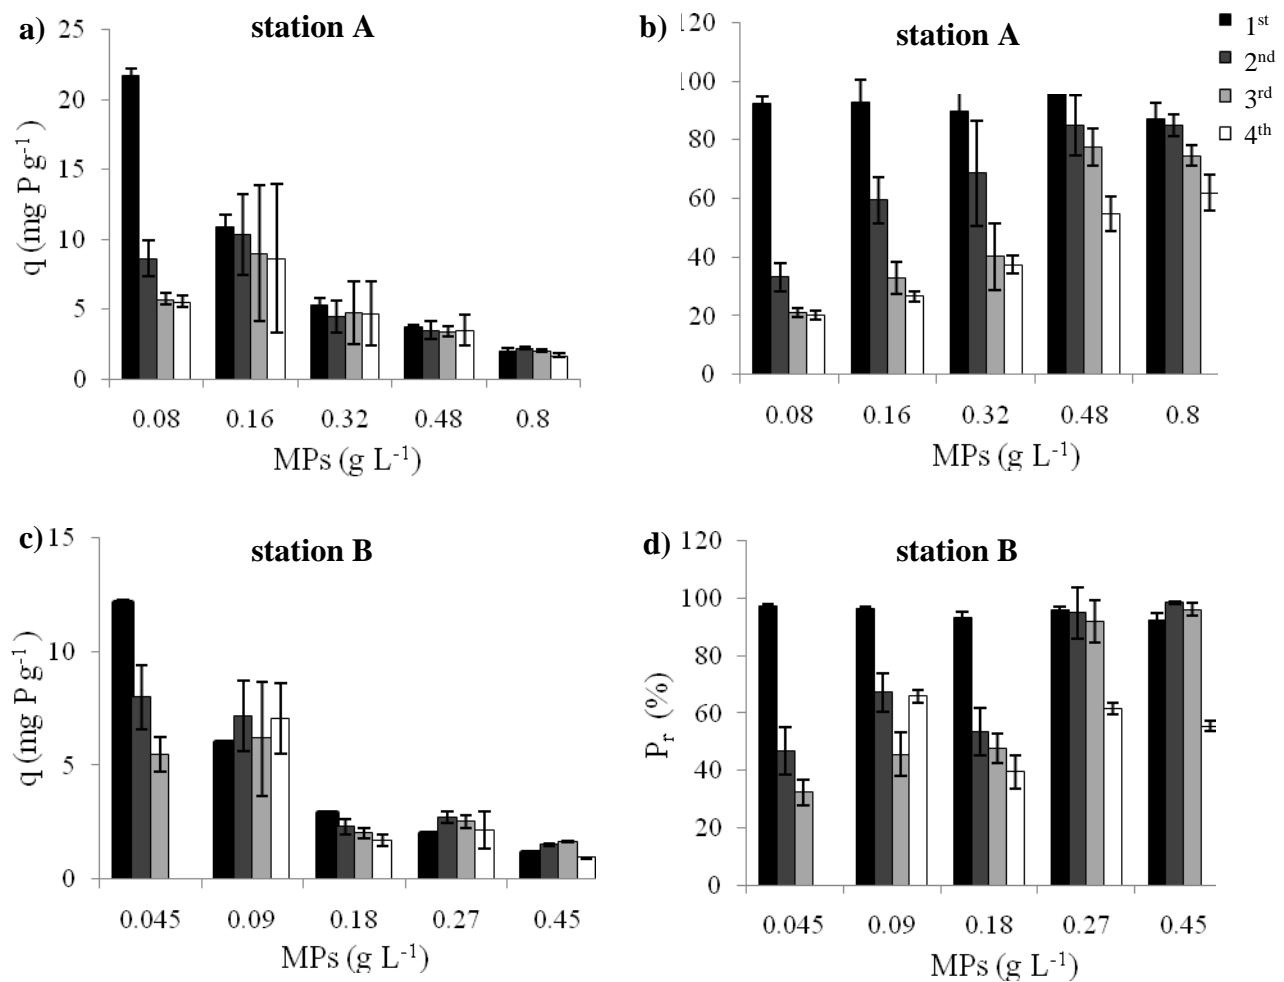 a) station A
25
20
15
10
5
0
q (mg P g⁻¹)
0.08 0.16 0.32 0.48 0.8
MPs (g L⁻¹)
b) station A
120
100
80
60
40
20
0
0.08 0.16 0.32 0.48 0.8
MPs (g L⁻¹)
1st
2nd
3rd
4th
c) station B
15
10
5
0
q (mg P g⁻¹)
0.045 0.09 0.18 0.27 0.45
MPs (g L⁻¹)
d) station B
120
100
80
60
40
20
0
Pr (%)
0.045 0.09 0.18 0.27 0.45
MPs (g L⁻¹)